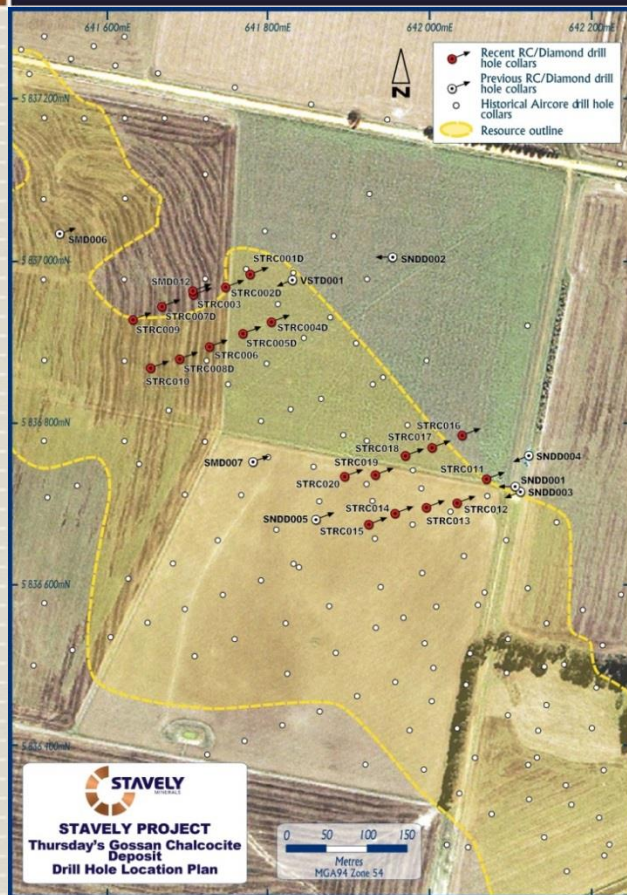 641 600mE
641 800mE
642 000mE
642 200mE
Recent RC/Diamond drill
hole collars
Previous RC/Diamond drill
hole collars
Historical Aircore drill hole
collars
Resource outline
N
5 837 200mN
SMD006
SNDD002
5 837 000mN
STRC001D
VSTD001
SMD012
STRC002D
STRC003
STRC007D
STRC009
STRC004D
STRC005D
STRC006
STRC008D
STRC010
5 836 800mN
STRC016
STRC017
STRC018
SNDD004
SMD007
STRC019
STRC011
STRC020
SNDD001
SNDD003
STRC014
STRC012
SNDD005
STRC013
STRC015
5 836 600mN
5 836 400mN
STAVELY
MINERALS
STAVELY PROJECT
Thursday's Gossan Chalcocite
Deposit
Drill Hole Location Plan
0 50 100 150
Metres
MGA94 Zone 54